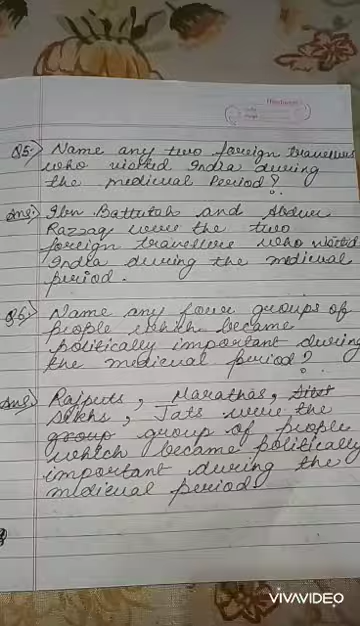 Q5.) Name any two foreign travellers
who visited India during
the medieval Period?
Ans.) Ibn Battutah and Abdur
Razzaq were the two
foreign travellers who visited
India during the medieval
period.
Q6.) Name any four groups of
people which became
politically important during
the medieval period?
Ans.) Rajputs, Marathas,
Sikhs, Jats were the
group group of people
which became politically
important during the
medieval period.
VIVAVIDEO